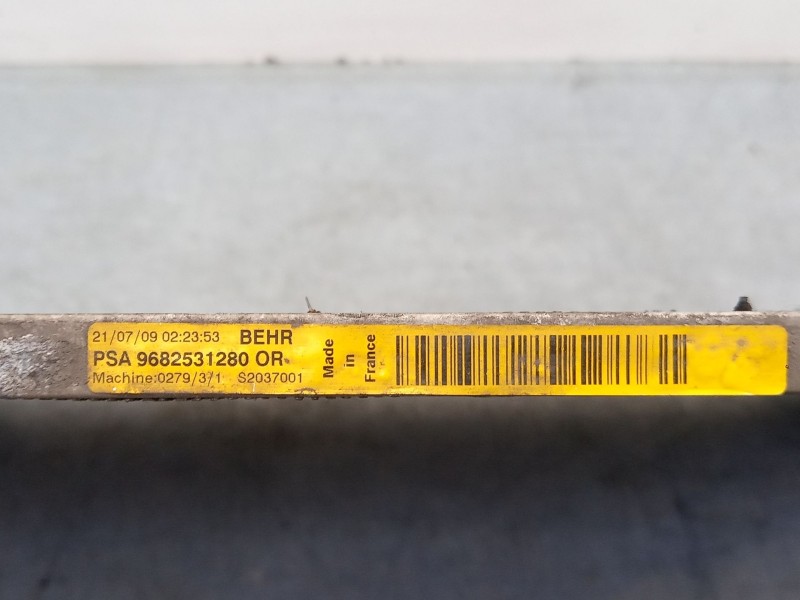 21/07/09 02:23:53 BEHR
PSA 9682531280 OR
Machine:0279/3/1 S2037001
Made
in
France